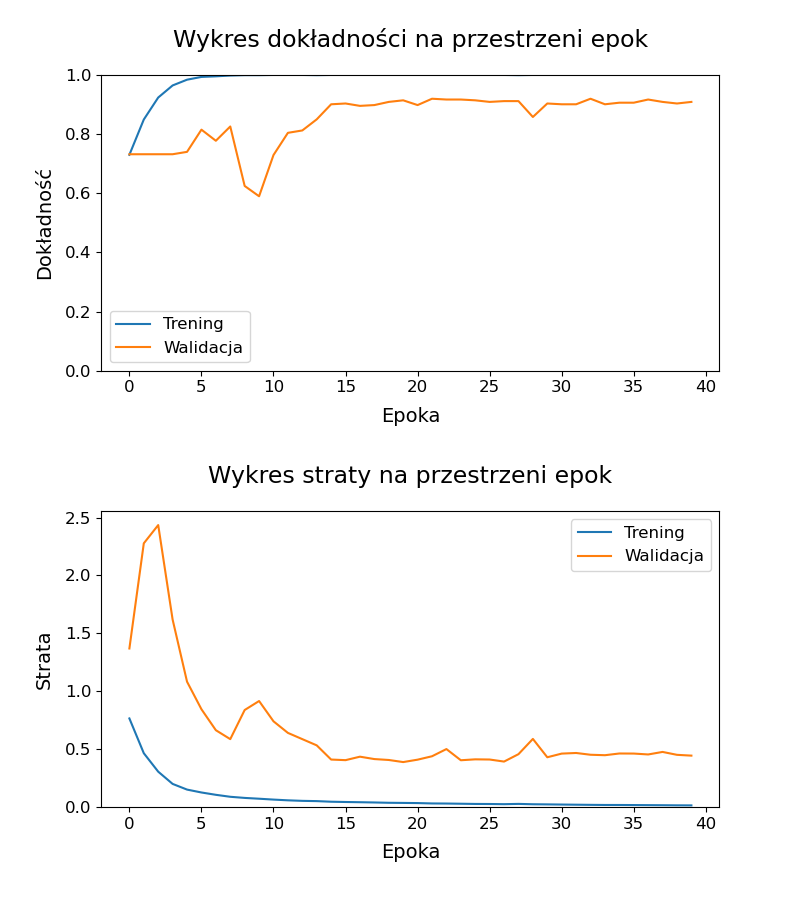 Wykres dokładności na przestrzeni epok
1.0
0.8
0.6
0.4
0.2
0.0
Dokładność
Trening
Walidacja
0 5 10 15 20 25 30 35 40
Epoka
Wykres straty na przestrzeni epok
2.5
2.0
1.5
1.0
0.5
0.0
Strata
Trening
Walidacja
0 5 10 15 20 25 30 35 40
Epoka